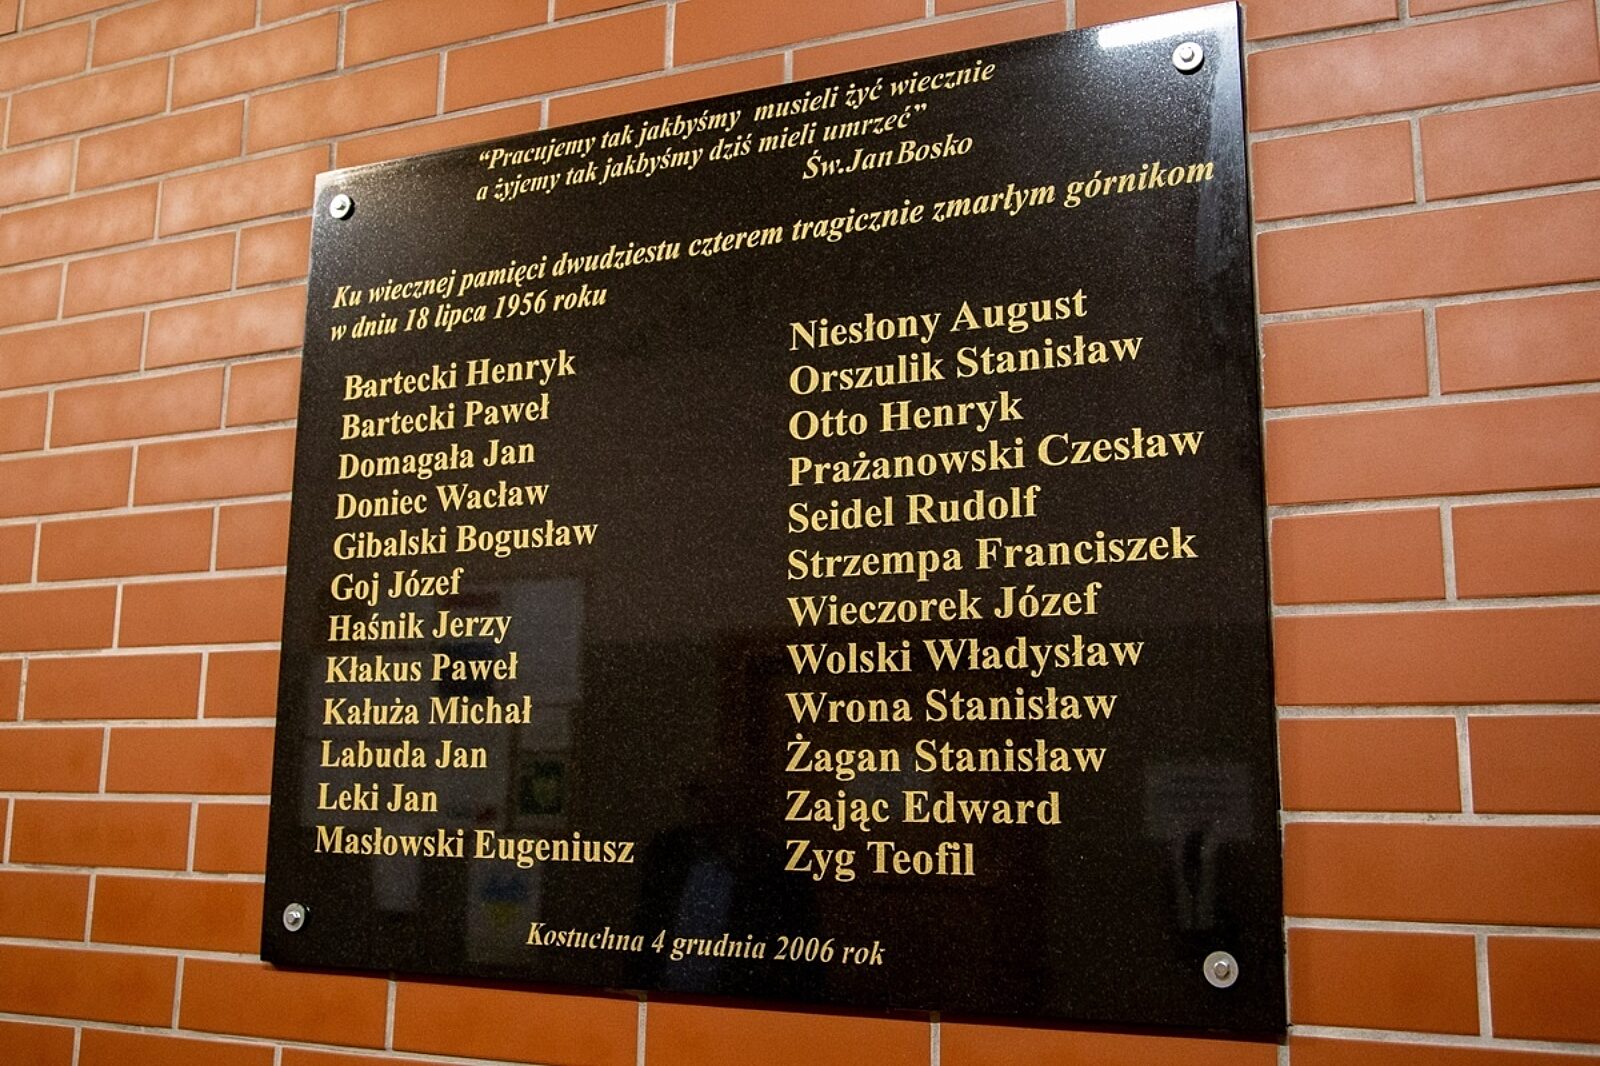 “Pracujemy tak jakbyśmy musieli żyć wiecznie
a żyjemy tak jakbyśmy dziś mieli umrzeć”
Św.Jan Bosko
Ku wiecznej pamięci dwudziestu czterem tragicznie zmarłym górnikom
w dniu 18 lipca 1956 roku
Bartecki Henryk
Bartecki Paweł
Domagała Jan
Doniec Wacław
Gibalski Bogusław
Goj Józef
Haśnik Jerzy
Kłakus Paweł
Kałuża Michał
Labuda Jan
Leki Jan
Masłowski Eugeniusz
Niesłony August
Orszulik Stanisław
Otto Henryk
Prażanowski Czesław
Seidel Rudolf
Strzempa Franciszek
Wieczorek Józef
Wolski Władysław
Wrona Stanisław
Żagan Stanisław
Zając Edward
Zyg Teofil
Kostuchna 4 grudnia 2006 rok